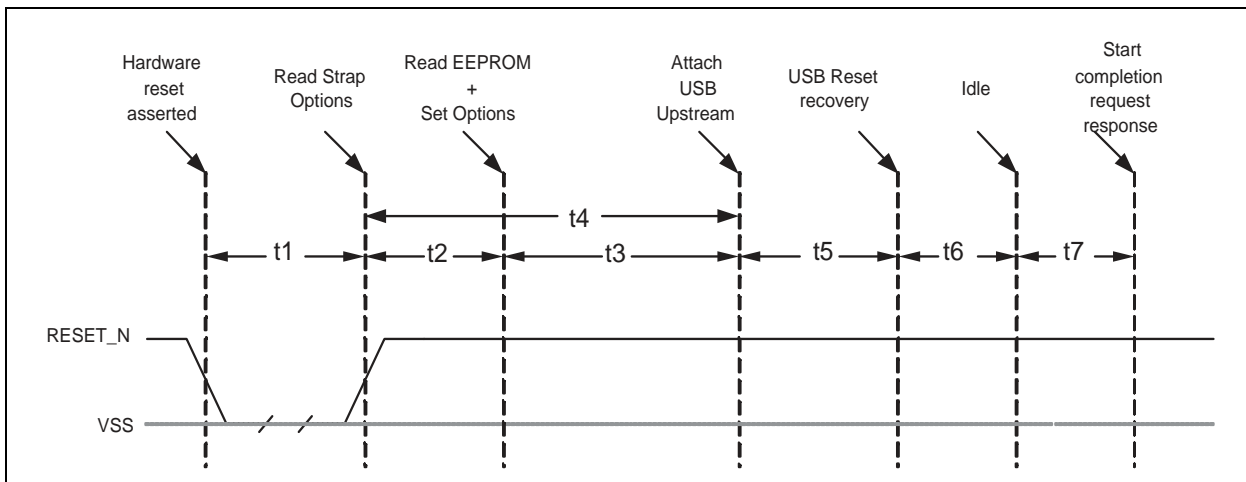 Hardware
reset
asserted
Read Strap
Options
Read EEPROM
+
Set Options
Attach
USB
Upstream
USB Reset
recovery
Idle
Start
completion
request
response
t4
t1
t2
t3
t5
t6
t7
RESET_N
VSS